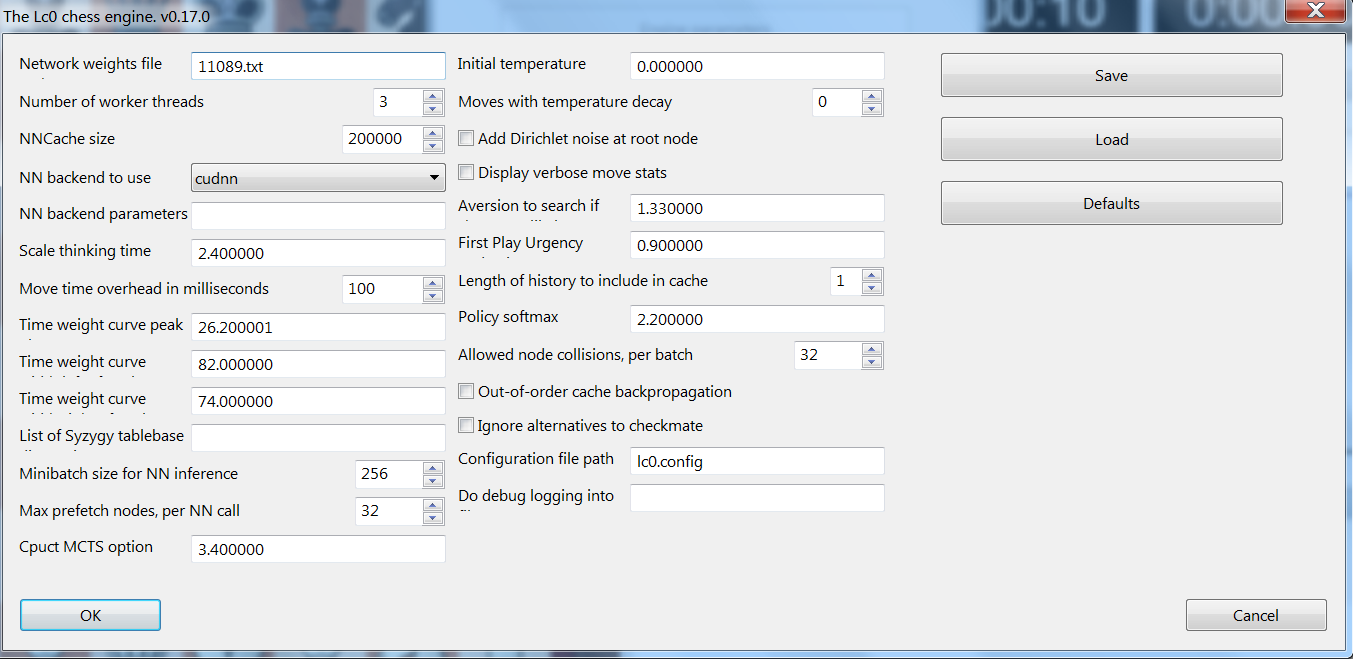 The Lc0 chess engine. v0.17.0
00:10
Network weights file
11089.txt
Number of worker threads
3
NNCache size
200000
NN backend to use
cudnn
NN backend parameters
Scale thinking time
2.400000
Move time overhead in milliseconds
100
Time weight curve peak
26.200001
Time weight curve
82.000000
Time weight curve
74.000000
List of Syzygy tablebase
Minibatch size for NN inference
256
Max prefetch nodes, per NN call
32
Cpuct MCTS option
3.400000
Initial temperature
0.000000
Moves with temperature decay
0
Add Dirichlet noise at root node
Display verbose move stats
Aversion to search if
1.330000
First Play Urgency
0.900000
Length of history to include in cache
1
Policy softmax
2.200000
Allowed node collisions, per batch
32
Out-of-order cache backpropagation
Ignore alternatives to checkmate
Configuration file path
lc0.config
Do debug logging into
Save
Load
Defaults
OK
Cancel